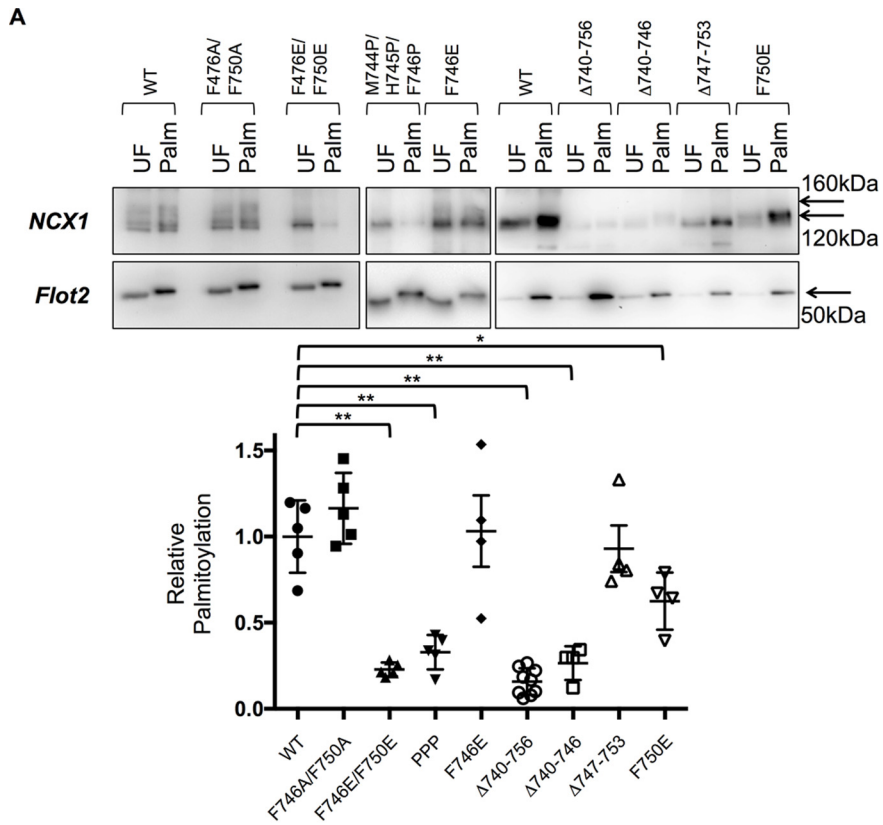 A
WT
F476A/
F750A
F476E/
F750E
M744P/
H745P/
F746P
F746E
WT
Δ740-756
Δ740-746
Δ747-753
F750E
UF Palm UF Palm UF Palm UF Palm UF Palm UF Palm UF Palm UF Palm UF Palm UF Palm
NCX1
160kDa
120kDa
Flot2
50kDa
*
**
**
**
**
Relative
Palmitoylation
1.5
1.0
0.5
0.0
WT
F746A/F750A
F746E/F750E
PPP
F746E
Δ740-756
Δ740-746
Δ747-753
F750E